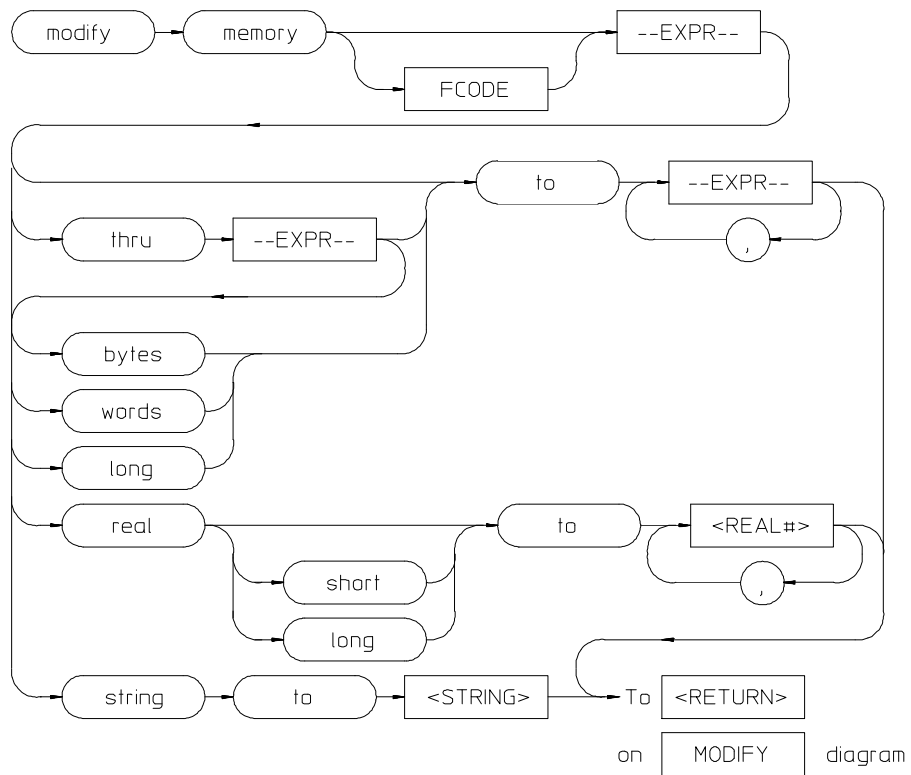 modify memory --EXPR--
FCODE
to --EXPR--
thru --EXPR--
,
bytes
words
long
real to <REAL#>
short ,
long
string to <STRING> To <RETURN>
on MODIFY diagram